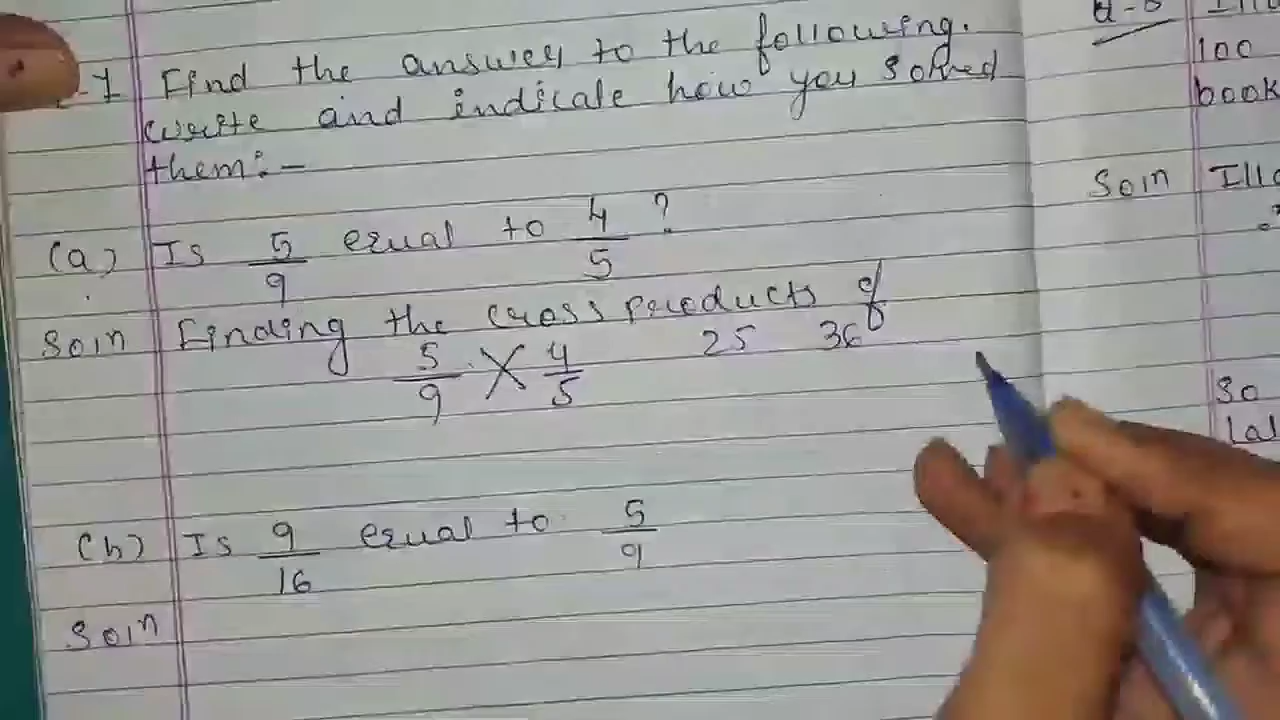 -1 Find the answer to the following.
write and indicate how you solved
them:-
(a) Is 5/9 equal to 4/5 ?
Soln Finding the cross products of
5/9 X 4/5 25 36
(b) Is 9/16 equal to 5/9
Soln
100
book
Soln
So